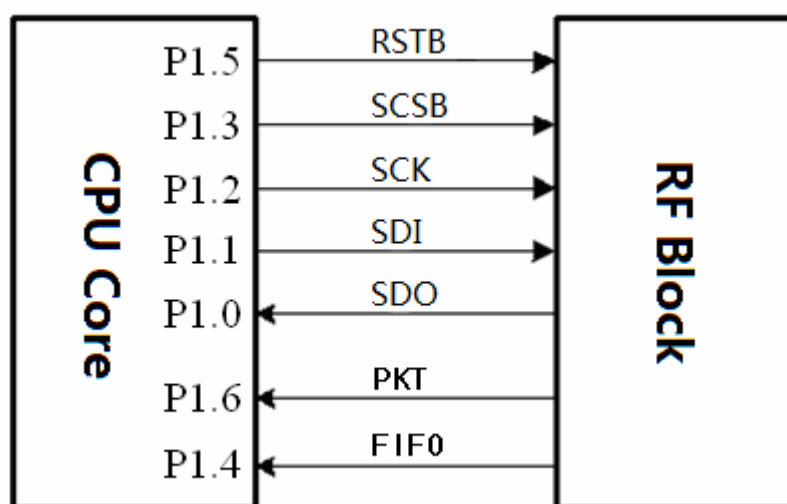 P1.5 RSTB
P1.3 SCSB
P1.2 SCK
P1.1 SDI
P1.0 SDO
P1.6 PKT
P1.4 FIFO
CPU Core
RF Block